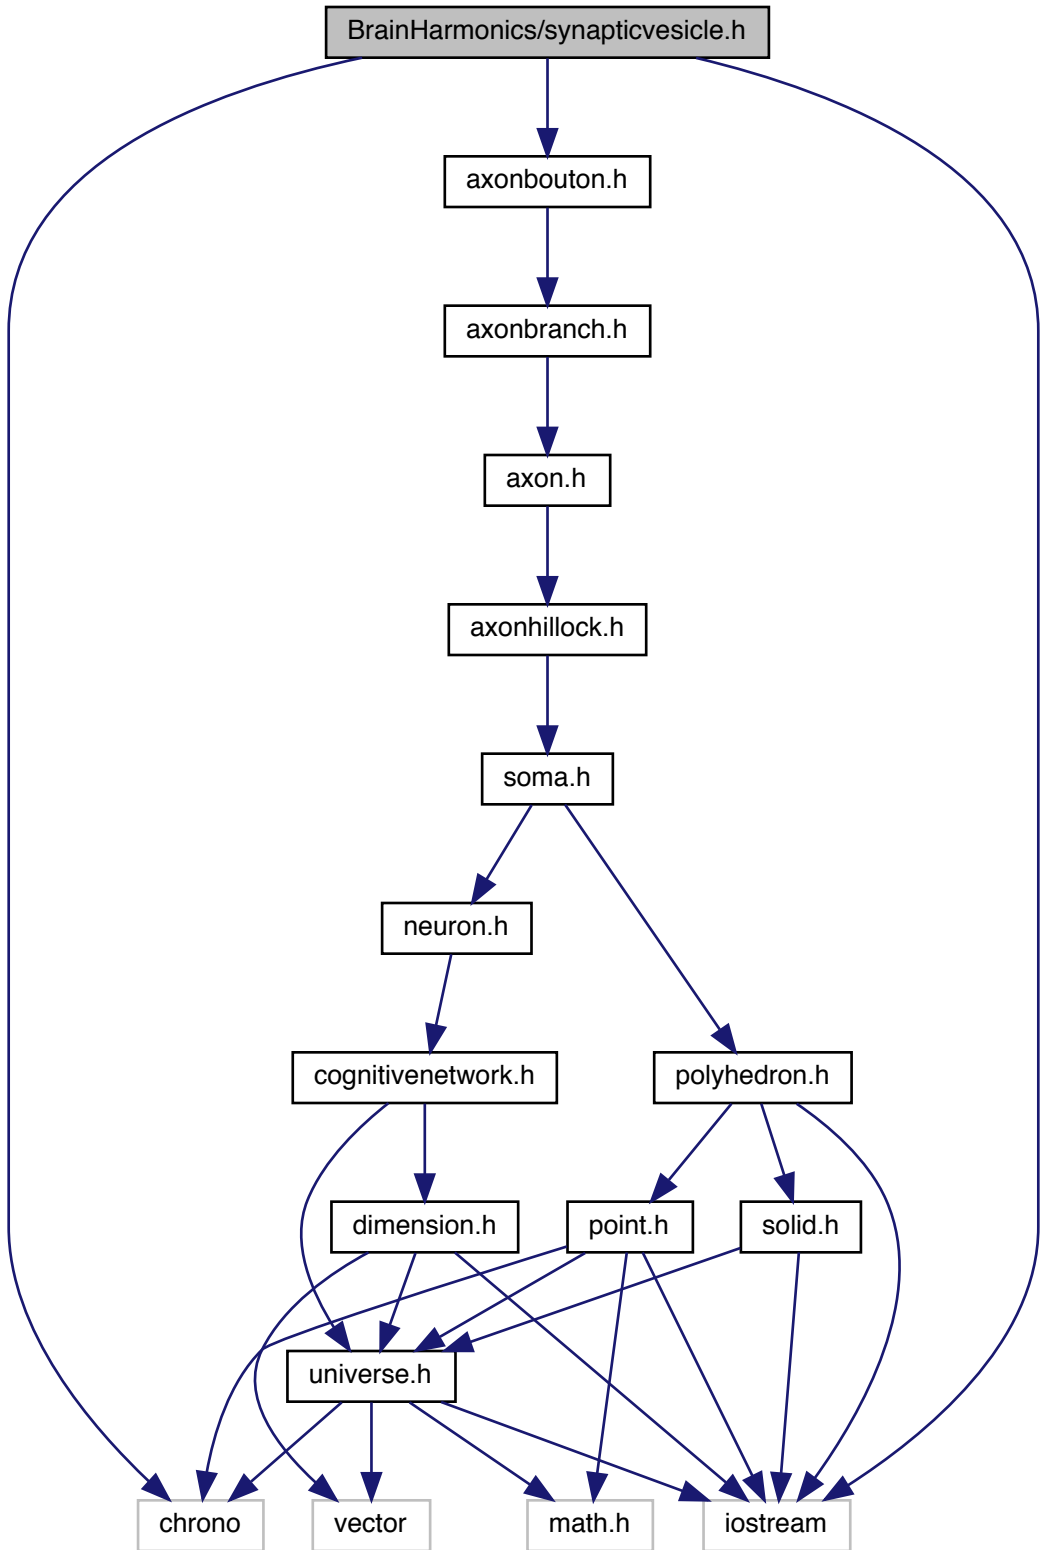 BrainHarmonics/synapticvesicle.h
axonbouton.h
axonbranch.h
axon.h
axonhillock.h
soma.h
neuron.h
cognitivenetwork.h
polyhedron.h
dimension.h
point.h
solid.h
universe.h
chrono
vector
math.h
iostream